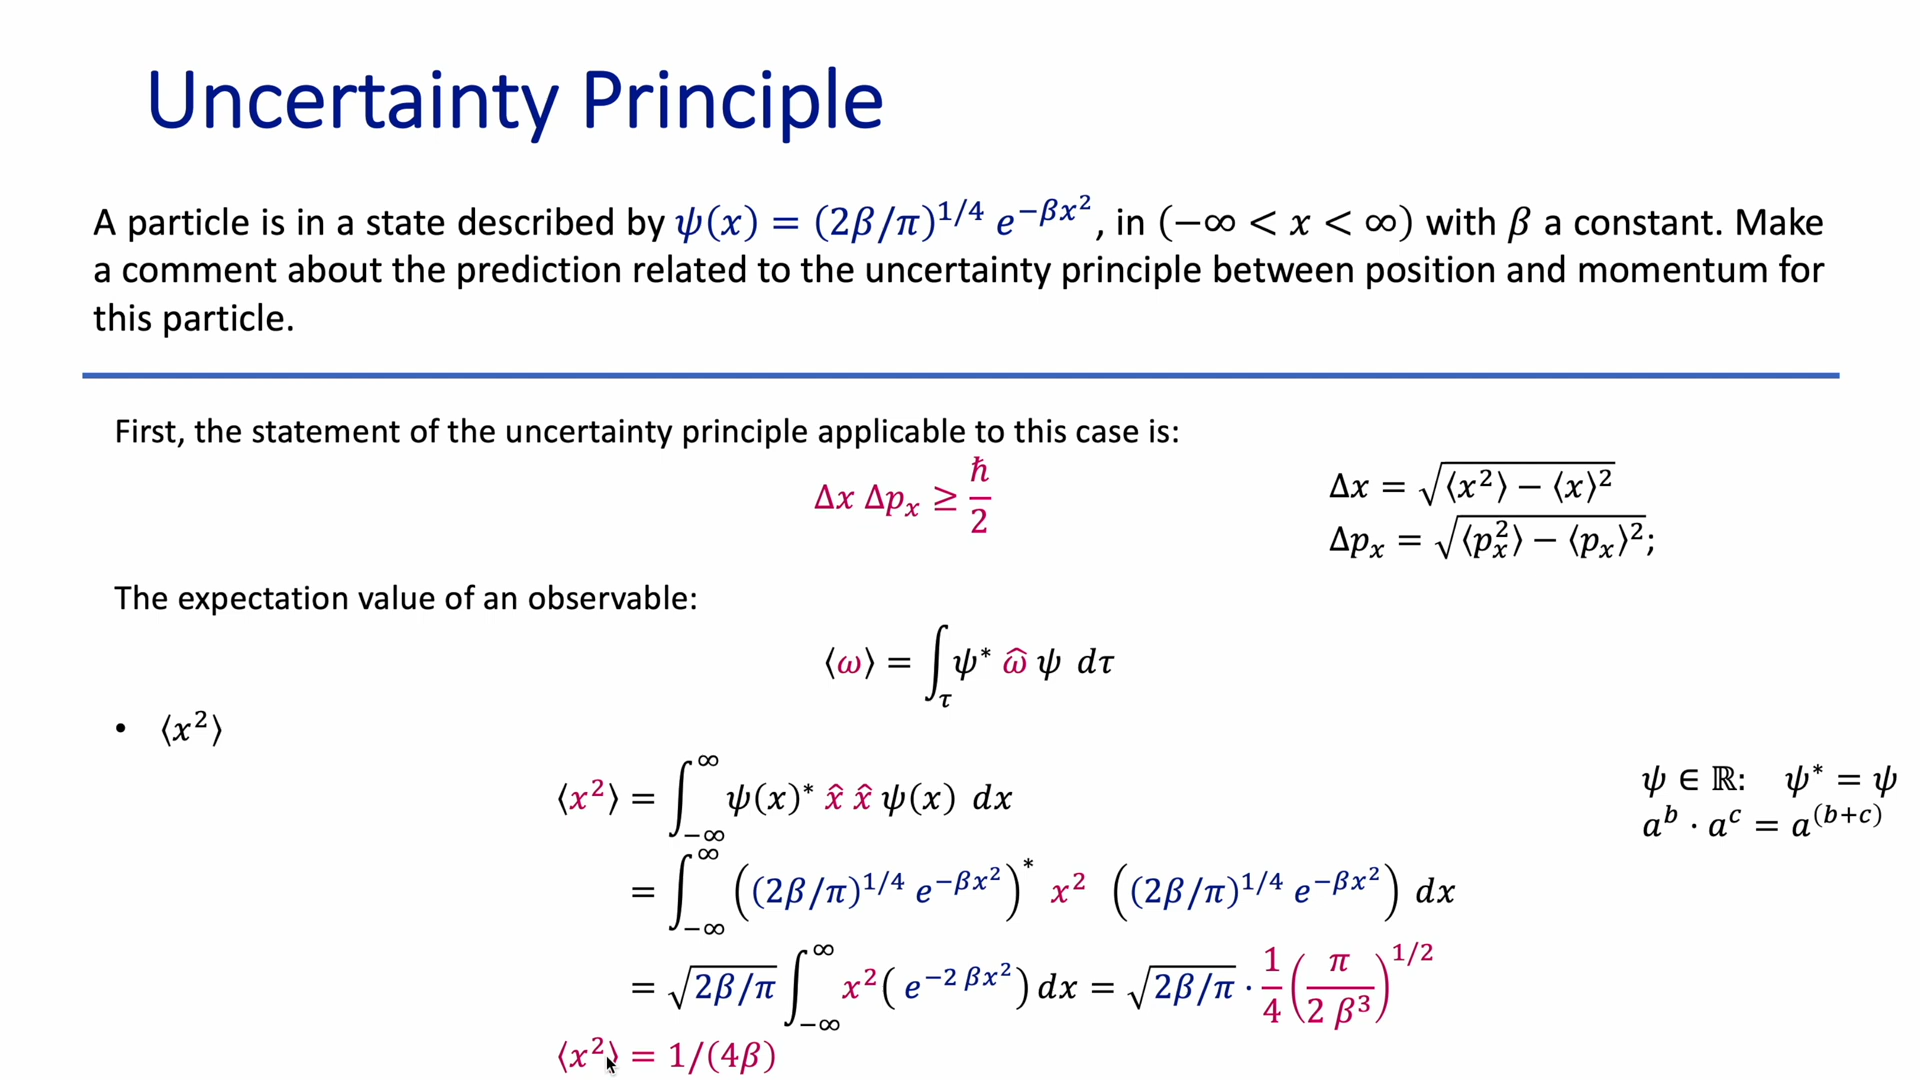 Uncertainty Principle
A particle is in a state described by ψ(x) = (2β/π)^{1/4} e^{−βx²}, in (−∞ < x < ∞) with β a constant. Make
a comment about the prediction related to the uncertainty principle between position and momentum for
this particle.
First, the statement of the uncertainty principle applicable to this case is:
Δx Δp_x ≥ ħ/2
Δx = √(⟨x²⟩ − ⟨x⟩²)
Δp_x = √(⟨p_x²⟩ − ⟨p_x⟩²);
The expectation value of an observable:
⟨ω⟩ = ∫_τ ψ* ω̂ ψ dτ
• ⟨x²⟩
⟨x²⟩ = ∫_{−∞}^{∞} ψ(x)* x̂ x̂ ψ(x) dx
ψ ∈ ℝ: ψ* = ψ
a^b · a^c = a^{(b+c)}
= ∫_{−∞}^{∞} ((2β/π)^{1/4} e^{−βx²})* x² ((2β/π)^{1/4} e^{−βx²}) dx
= √(2β/π) ∫_{−∞}^{∞} x² ( e^{−2 βx²} ) dx = √(2β/π) · 1/4 (π / 2 β³)^{1/2}
⟨x²⟩ = 1/(4β)